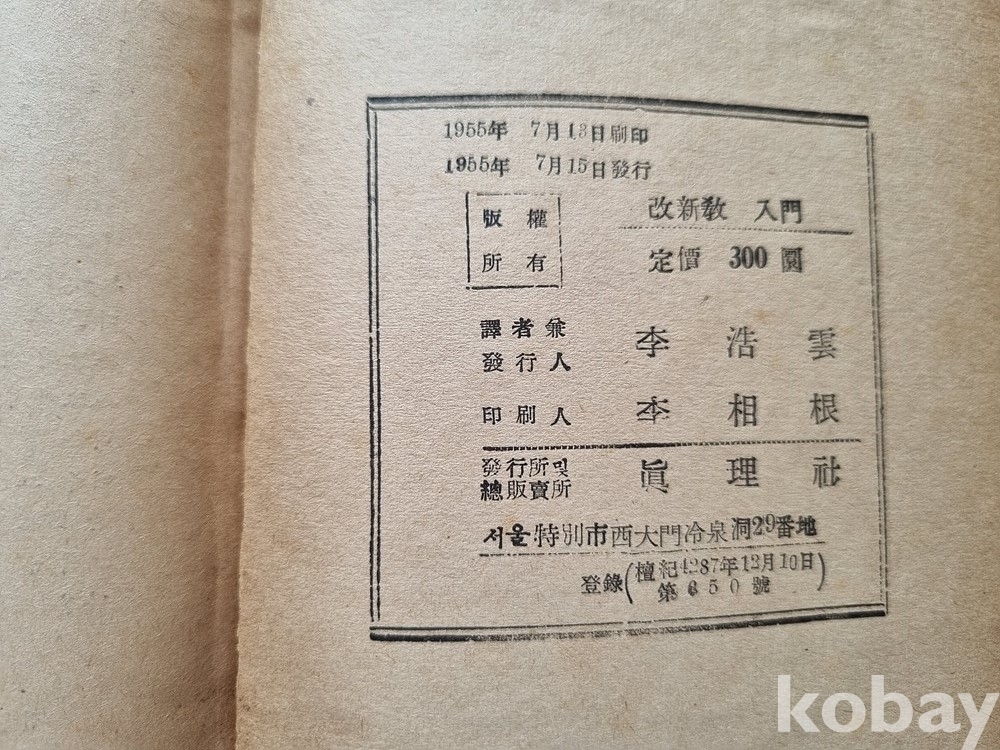 1955年 7月13日刷印
1955年 7月15日發行
版權
所有
改新敎 入門
定價 300圜
譯者兼
發行人 李浩雲
印刷人 李相根
發行所및
總販賣所 眞理社
서울特別市西大門冷泉洞29番地
登錄(檀紀4287年12月10日
第650號)
kobay